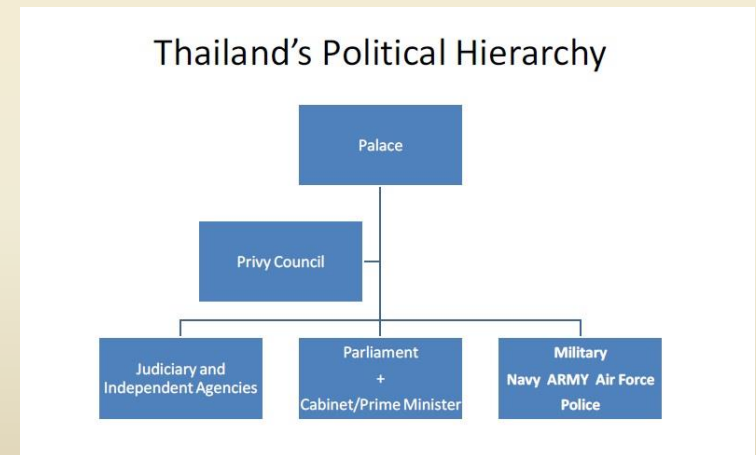 Thailand's Political Hierarchy
Palace
Privy Council
Judiciary and
Independent Agencies
Parliament
+
Cabinet/Prime Minister
Military
Navy ARMY Air Force
Police